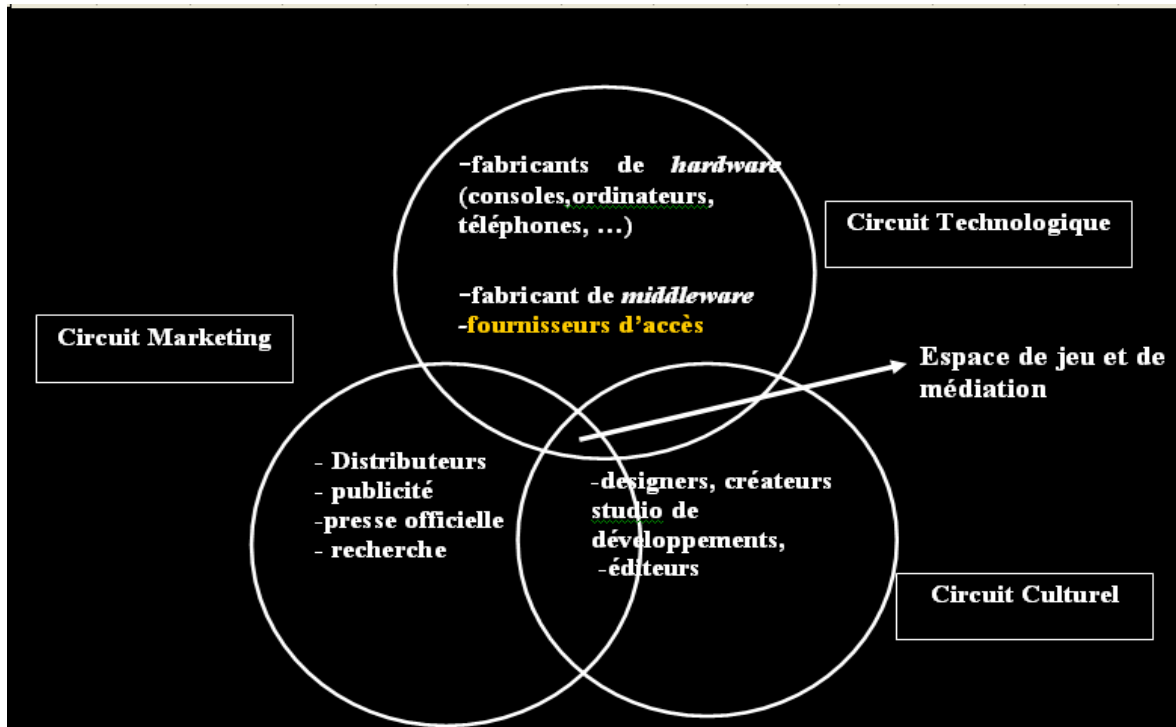 -fabricants de hardware
(consoles,ordinateurs,
téléphones, ...)
-fabricant de middleware
-fournisseurs d’accès
Circuit Technologique
Circuit Marketing
Espace de jeu et de
médiation
- Distributeurs
- publicité
-presse officielle
- recherche
-designers, créateurs
studio de
développements,
-éditeurs
Circuit Culturel